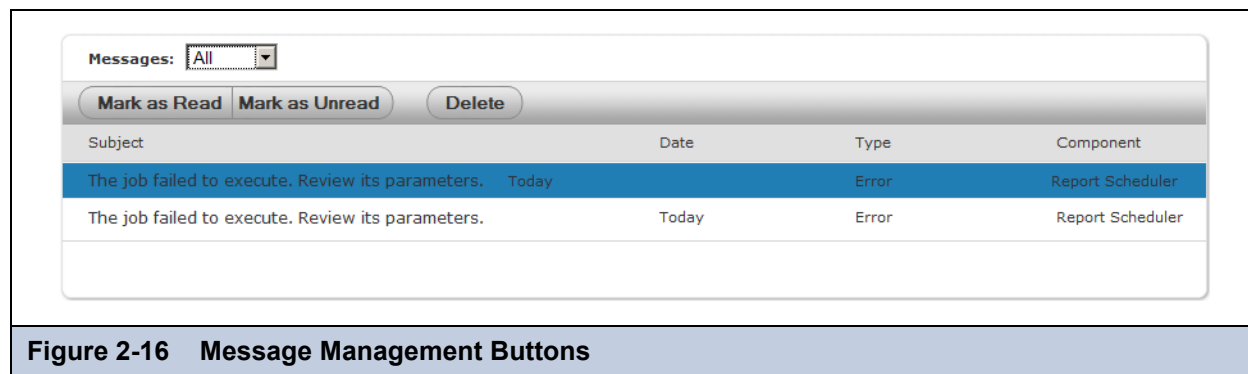 Messages: All
Mark as Read Mark as Unread Delete
Subject Date Type Component
The job failed to execute. Review its parameters. Today Error Report Scheduler
The job failed to execute. Review its parameters. Today Error Report Scheduler
Figure 2-16 Message Management Buttons